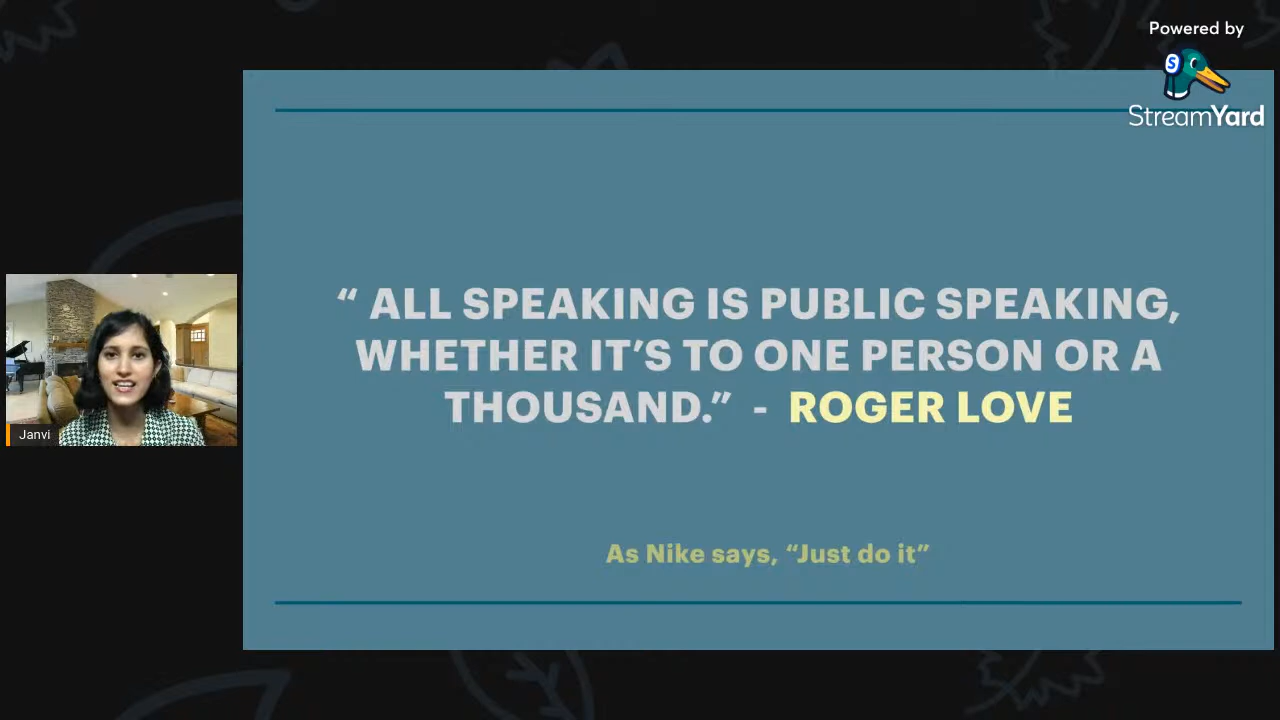 Powered by
StreamYard
“ ALL SPEAKING IS PUBLIC SPEAKING,
WHETHER IT’S TO ONE PERSON OR A
THOUSAND.” - ROGER LOVE
Janvi
As Nike says, “Just do it”